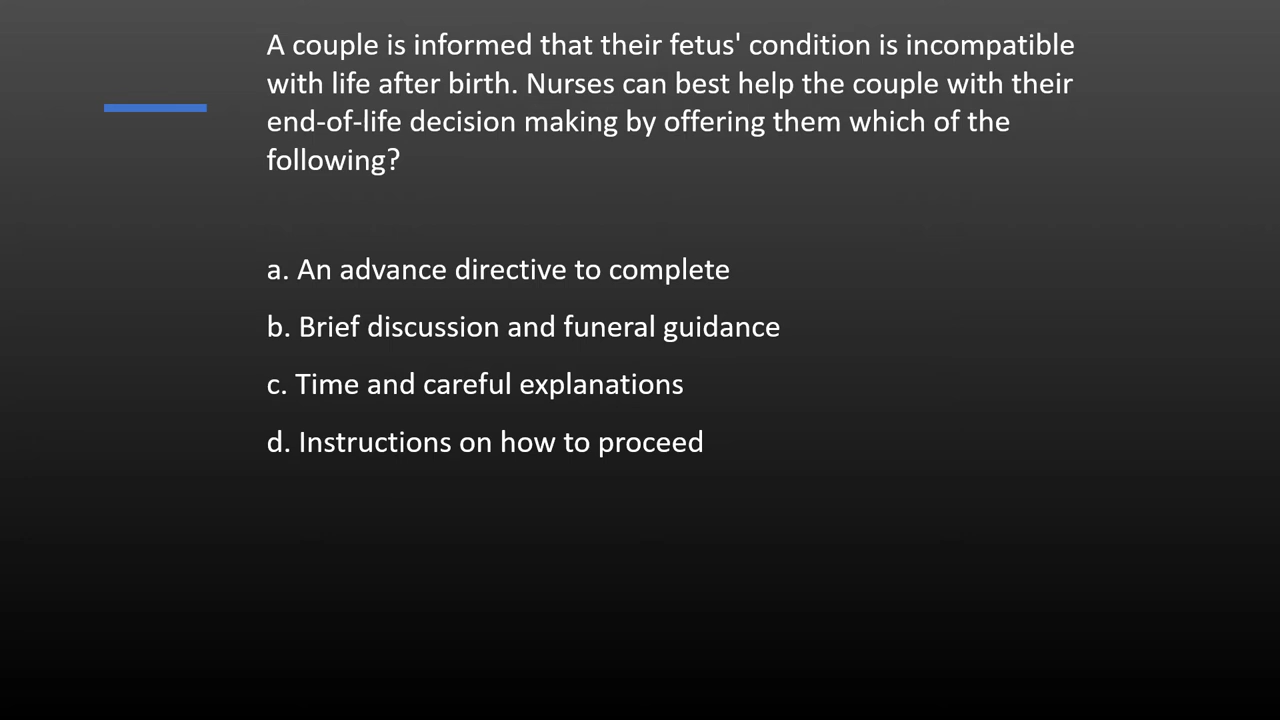 A couple is informed that their fetus' condition is incompatible
with life after birth. Nurses can best help the couple with their
end-of-life decision making by offering them which of the
following?
a. An advance directive to complete
b. Brief discussion and funeral guidance
c. Time and careful explanations
d. Instructions on how to proceed